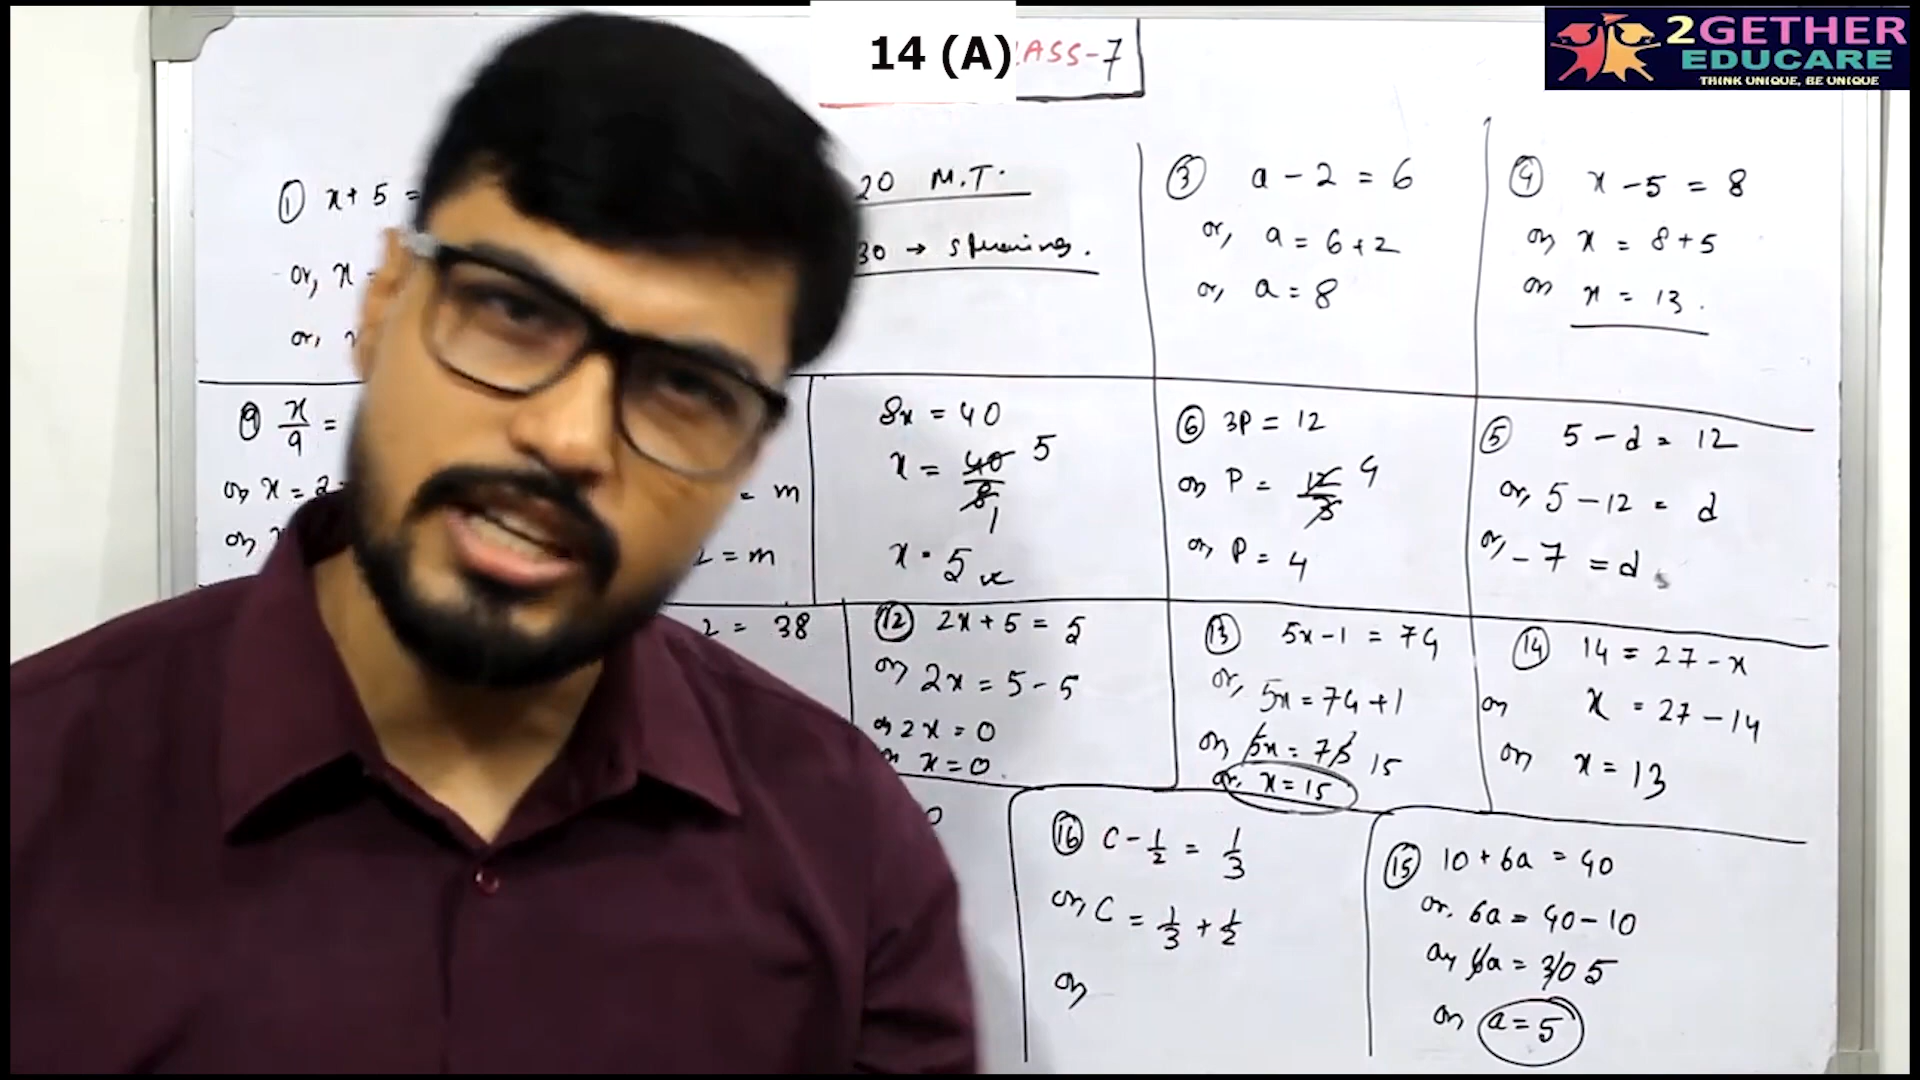 14 (A)
CLASS-7
2GETHER
EDUCARE
THINK UNIQUE, BE UNIQUE
① x + 5 =
or, x
or,
20 M.T.
30 →
③ a - 2 = 6
or, a = 6 + 2
or, a = 8
④ x - 5 = 8
or x = 8 + 5
or x = 13.
⑨ x/9 =
or x = 2
or
= m
= m
8x = 40
x = 40/8 5 1
x = 5
⑥ 3P = 12
or P = 12/3 4
or, P = 4
⑤ 5 - d = 12
or, 5 - 12 = d
or, -7 = d
2 = 38
⑫ 2x + 5 = 5
or 2x = 5 - 5
or 2x = 0
or x = 0.
⑬ 5x - 1 = 74
or, 5x = 74 + 1
or 5x = 75 15
or, x = 15
⑭ 14 = 27 - x
or x = 27 - 14
or x = 13
0
⑯ C - 1/2 = 1/3
or, C = 1/3 + 1/2
or
⑮ 10 + 6a = 40
or, 6a = 40 - 10
or, 6a = 30 5
or a = 5